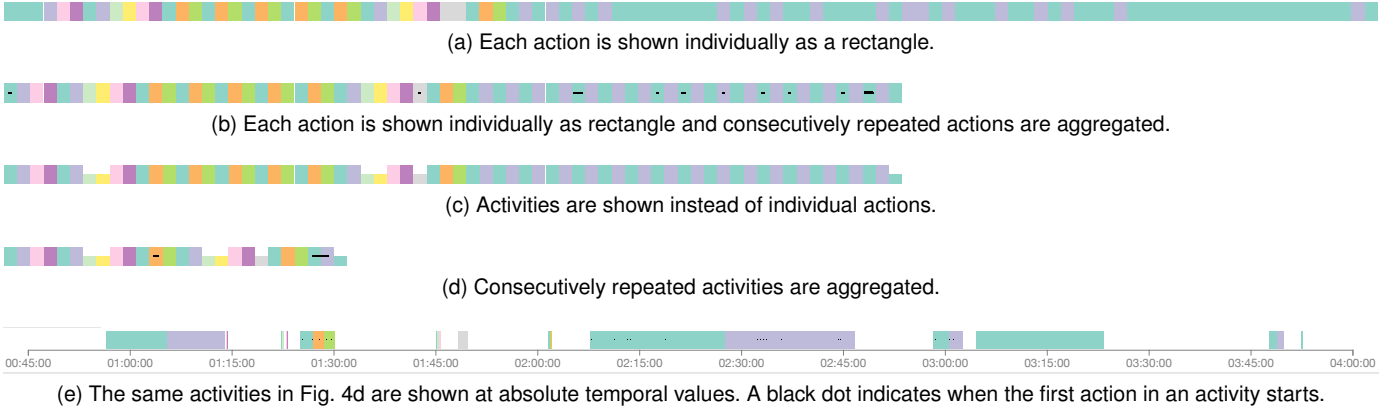 (a) Each action is shown individually as a rectangle.
(b) Each action is shown individually as rectangle and consecutively repeated actions are aggregated.
(c) Activities are shown instead of individual actions.
(d) Consecutively repeated activities are aggregated.
00:45:00 01:00:00 01:15:00 01:30:00 01:45:00 02:00:00 02:15:00 02:30:00 02:45:00 03:00:00 03:15:00 03:30:00 03:45:00 04:00:00
(e) The same activities in Fig. 4d are shown at absolute temporal values. A black dot indicates when the first action in an activity starts.